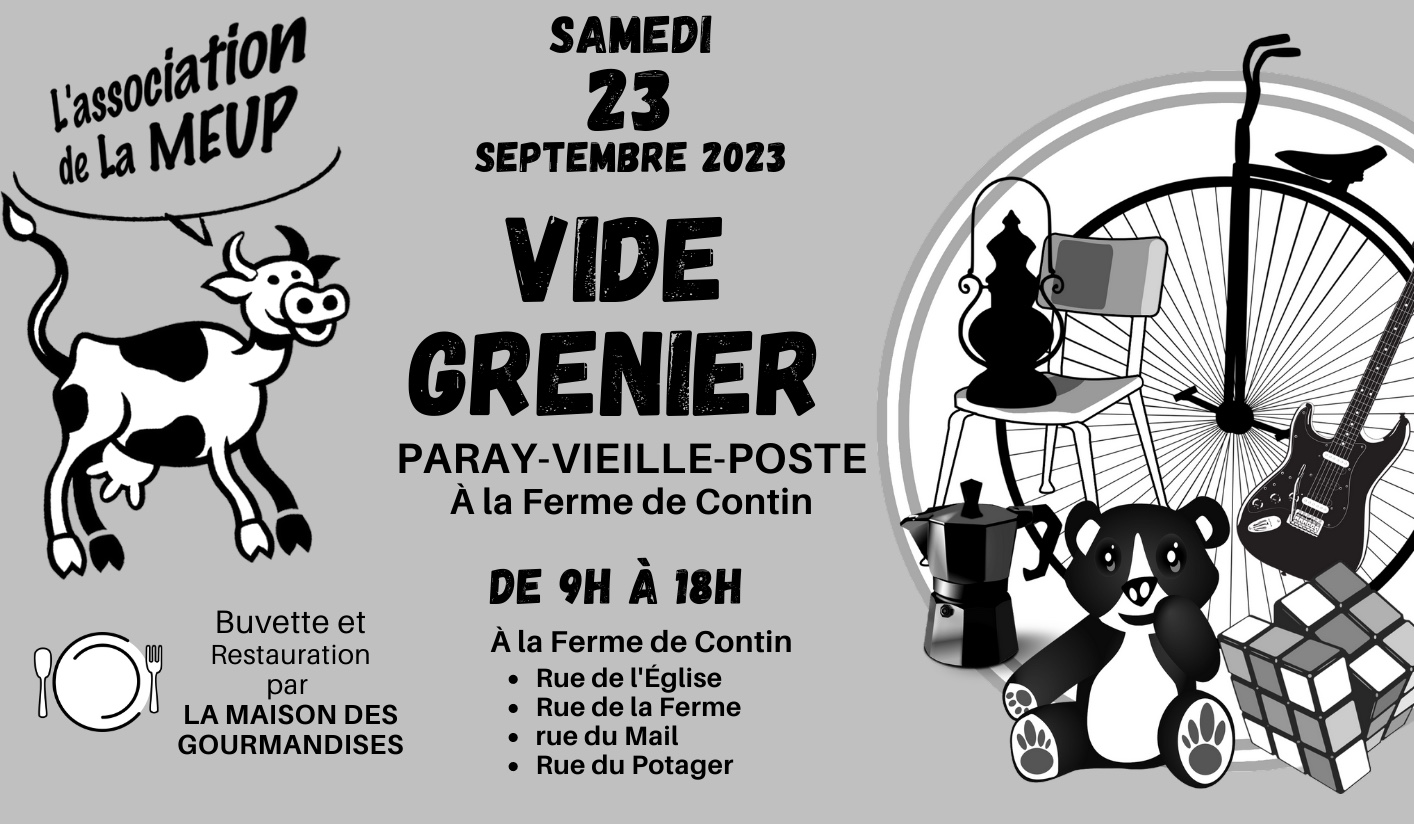 L'association
de La MEUP
SAMEDI
23
SEPTEMBRE 2023
VIDE
GRENIER
PARAY-VIEILLE-POSTE
À la Ferme de Contin
DE 9H À 18H
À la Ferme de Contin
• Rue de l'Église
• Rue de la Ferme
• rue du Mail
• Rue du Potager
Buvette et
Restauration
par
LA MAISON DES
GOURMANDISES